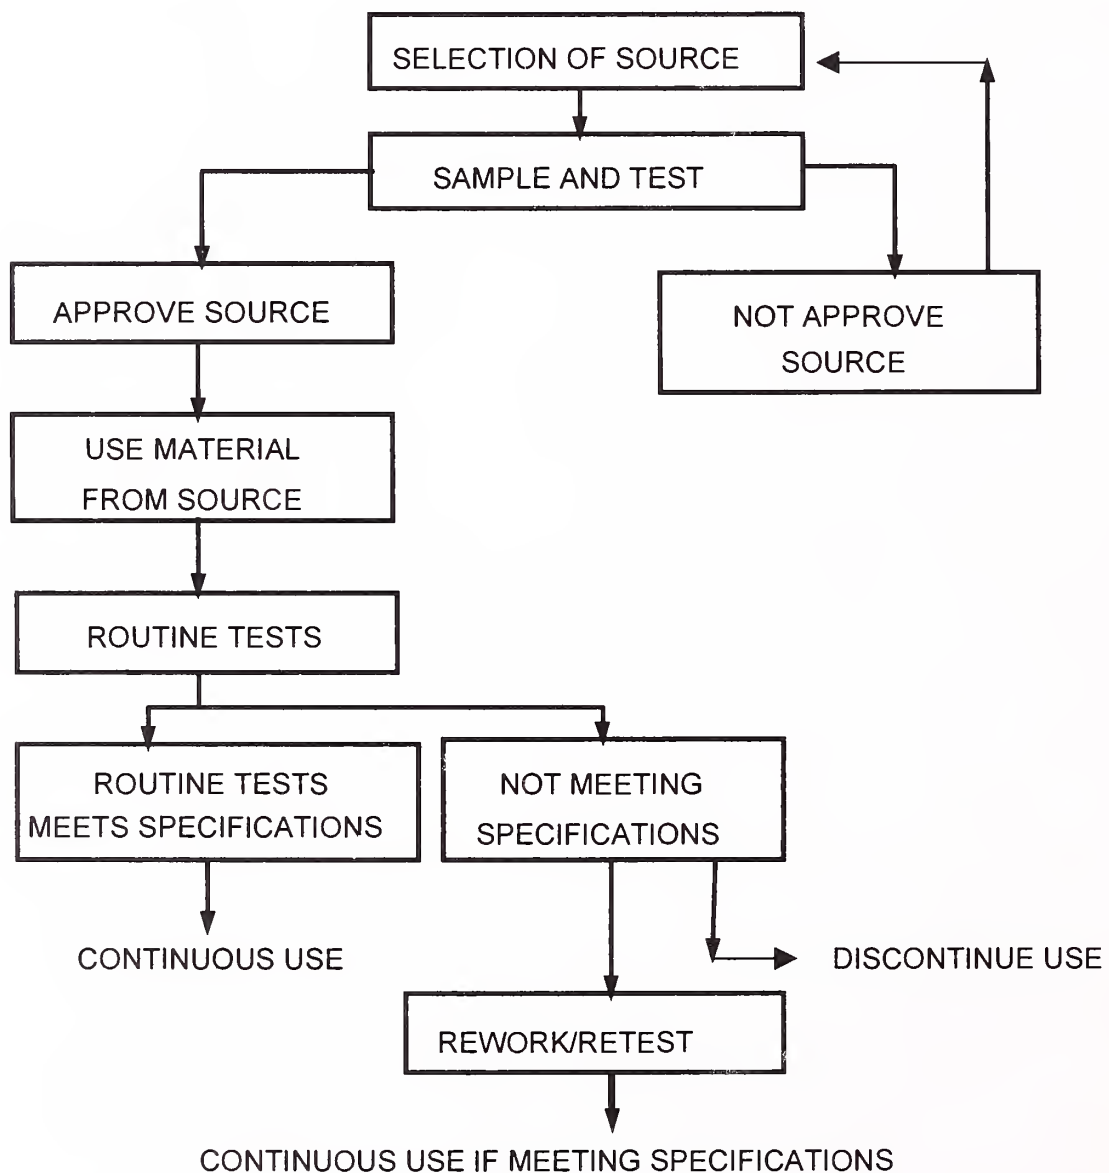 SELECTION OF SOURCE
SAMPLE AND TEST
APPROVE SOURCE
NOT APPROVE
SOURCE
USE MATERIAL
FROM SOURCE
ROUTINE TESTS
ROUTINE TESTS
MEETS SPECIFICATIONS
NOT MEETING
SPECIFICATIONS
CONTINUOUS USE
DISCONTINUE USE
REWORK/RETEST
CONTINUOUS USE IF MEETING SPECIFICATIONS